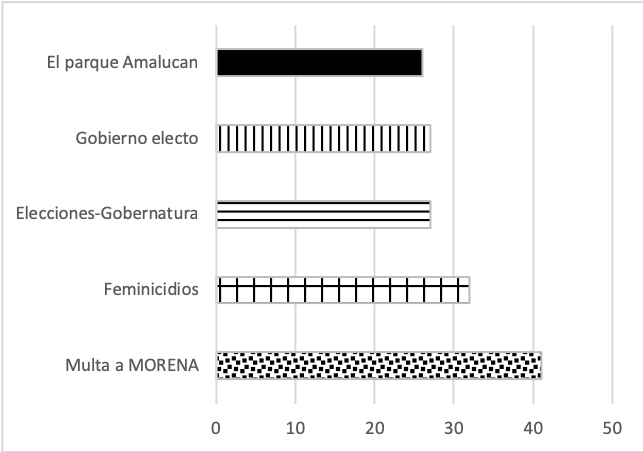 El parque Amalucan
Gobierno electo
Elecciones-Gobernatura
Feminicidios
Multa a MORENA
0 10 20 30 40 50